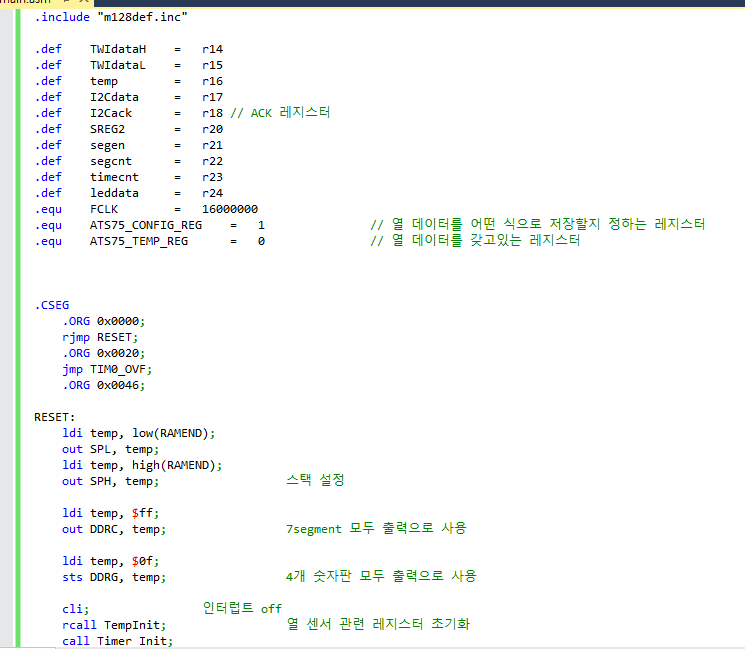 main.asm
.include "m128def.inc"
.def TWIdataH = r14
.def TWIdataL = r15
.def temp = r16
.def I2Cdata = r17
.def I2Cack = r18 // ACK 레지스터
.def SREG2 = r20
.def segen = r21
.def segcnt = r22
.def timecnt = r23
.def leddata = r24
.equ FCLK = 16000000
.equ ATS75_CONFIG_REG = 1 // 열 데이터를 어떤 식으로 저장할지 정하는 레지스터
.equ ATS75_TEMP_REG = 0 // 열 데이터를 갖고있는 레지스터
.CSEG
.ORG 0x0000;
rjmp RESET;
.ORG 0x0020;
jmp TIM0_OVF;
.ORG 0x0046;
RESET:
ldi temp, low(RAMEND);
out SPL, temp;
ldi temp, high(RAMEND);
out SPH, temp; 스택 설정
ldi temp, $ff;
out DDRC, temp; 7segment 모두 출력으로 사용
ldi temp, $0f;
sts DDRG, temp; 4개 숫자판 모두 출력으로 사용
cli; 인터럽트 off
rcall TempInit; 열 센서 관련 레지스터 초기화
call Timer_Init;